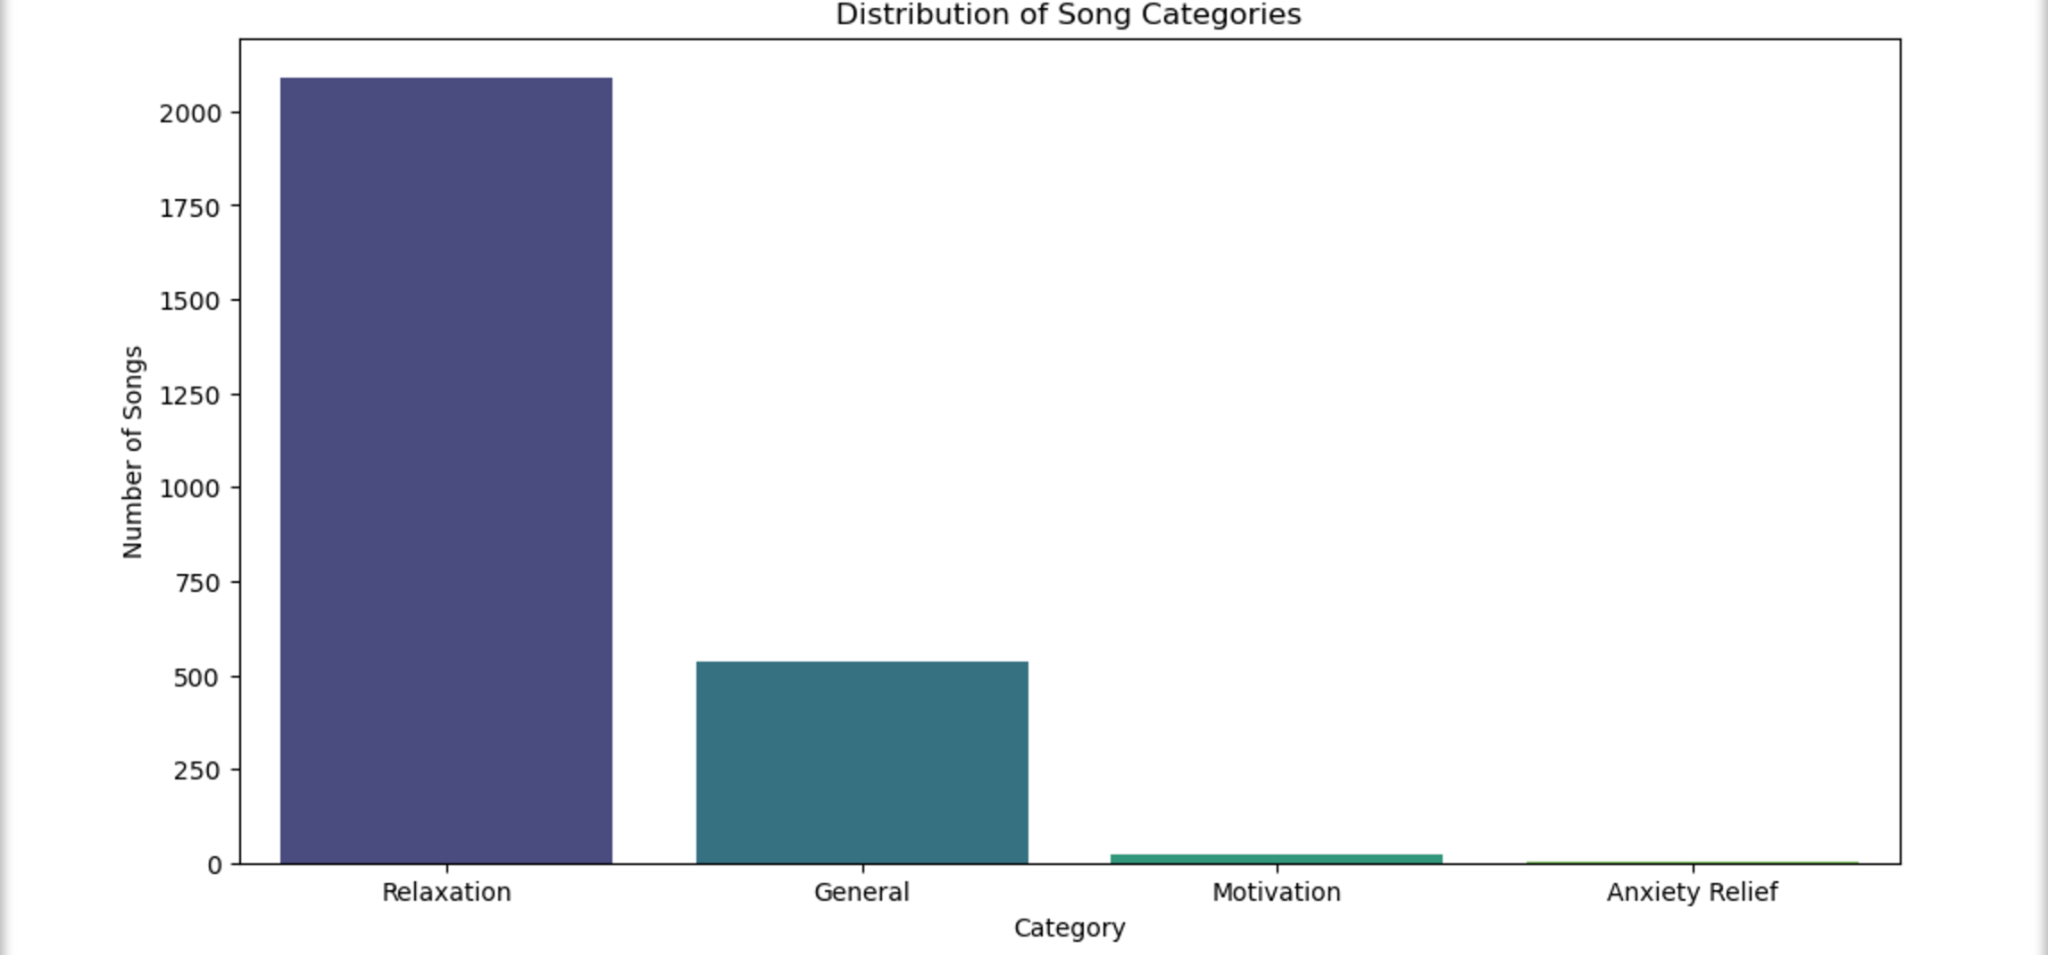 Distribution of Song Categories
2000
1750
1500
1250
1000
750
500
250
0
Number of Songs
Relaxation General Motivation Anxiety Relief
Category